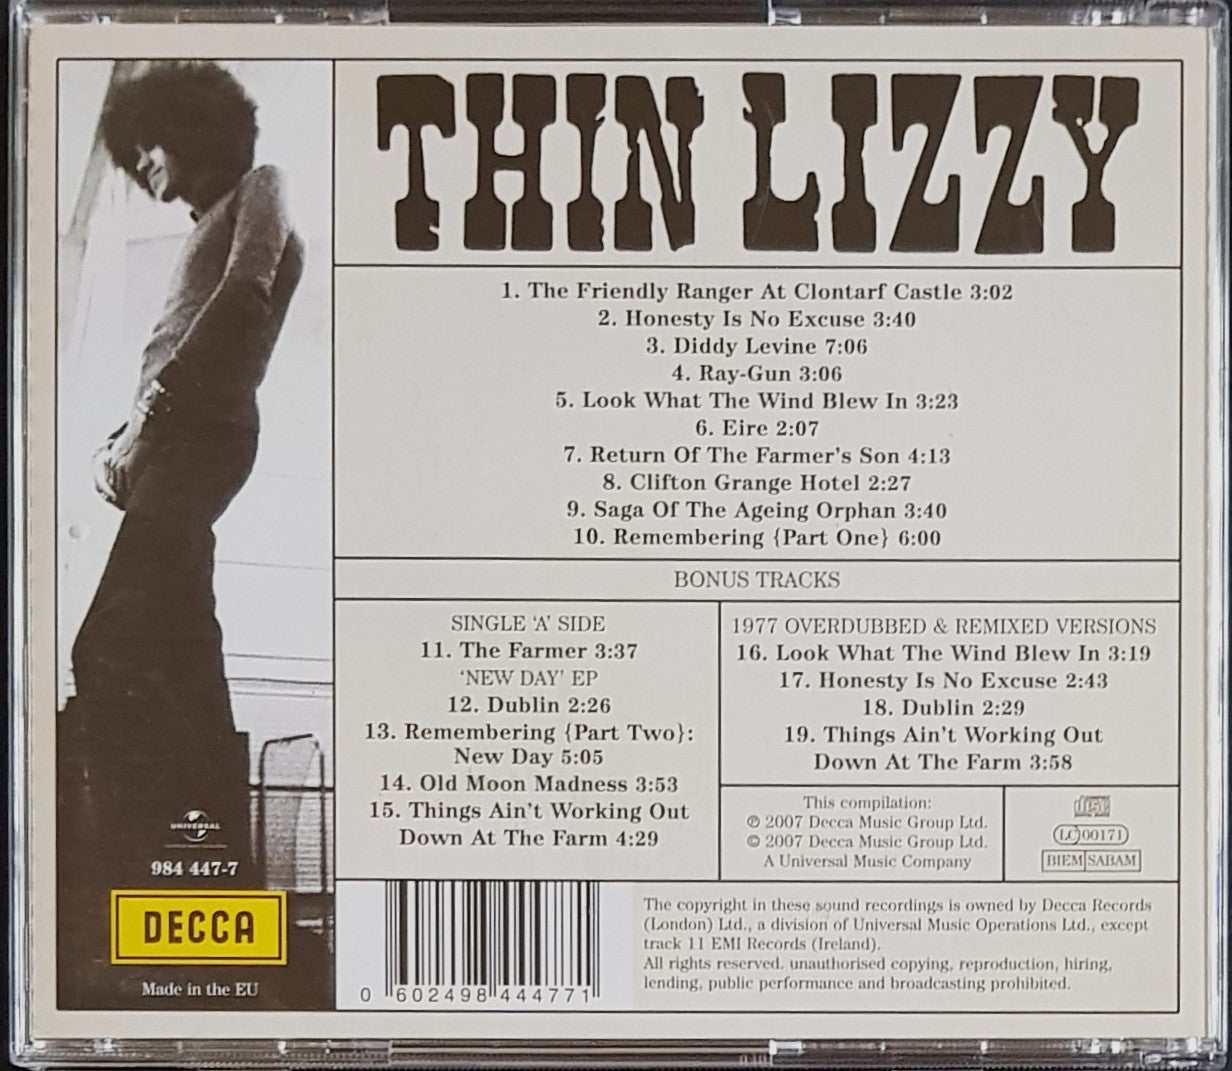 THIN LIZZY
1. The Friendly Ranger At Clontarf Castle 3:02
2. Honesty Is No Excuse 3:40
3. Diddy Levine 7:06
4. Ray-Gun 3:06
5. Look What The Wind Blew In 3:23
6. Eire 2:07
7. Return Of The Farmer's Son 4:13
8. Clifton Grange Hotel 2:27
9. Saga Of The Ageing Orphan 3:40
10. Remembering {Part One} 6:00
BONUS TRACKS
SINGLE 'A' SIDE
11. The Farmer 3:37
'NEW DAY' EP
12. Dublin 2:26
13. Remembering {Part Two}:
New Day 5:05
14. Old Moon Madness 3:53
15. Things Ain't Working Out
Down At The Farm 4:29
1977 OVERDUBBED & REMIXED VERSIONS
16. Look What The Wind Blew In 3:19
17. Honesty Is No Excuse 2:43
18. Dublin 2:29
19. Things Ain't Working Out
Down At The Farm 3:58
This compilation:
℗ 2007 Decca Music Group Ltd.
© 2007 Decca Music Group Ltd.
A Universal Music Company
disc
LC 00171
BIEM SABAM
UNIVERSAL
984 447-7
DECCA
Made in the EU
0 602498 444771
The copyright in these sound recordings is owned by Decca Records
(London) Ltd., a division of Universal Music Operations Ltd., except
track 11 EMI Records (Ireland).
All rights reserved. unauthorised copying, reproduction, hiring,
lending, public performance and broadcasting prohibited.